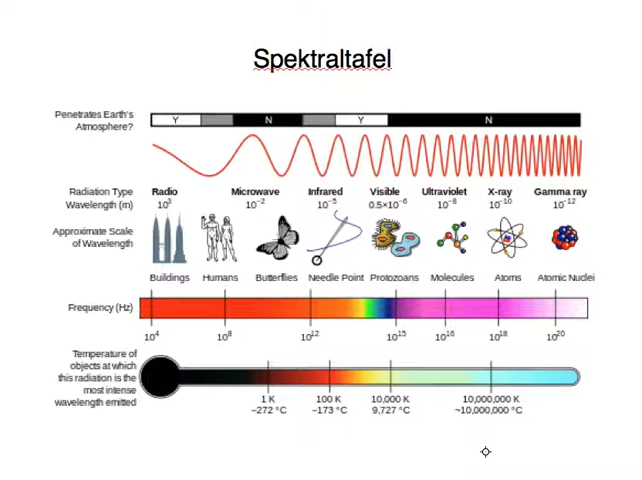 Spektraltafel
Penetrates Earth's
Atmosphere?
Y N Y N
Radiation Type
Radio Microwave Infrared Visible Ultraviolet X-ray Gamma ray
Wavelength (m)
10³ 10⁻² 10⁻⁵ 0.5×10⁻⁶ 10⁻⁸ 10⁻¹⁰ 10⁻¹²
Approximate Scale
of Wavelength
Buildings Humans Butterflies Needle Point Protozoans Molecules Atoms Atomic Nuclei
Frequency (Hz)
10⁴ 10⁸ 10¹² 10¹⁵ 10¹⁶ 10¹⁸ 10²⁰
Temperature of
objects at which
this radiation is the
most intense
wavelength emitted
1 K 100 K 10,000 K 10,000,000 K
−272 °C −173 °C 9,727 °C ~10,000,000 °C